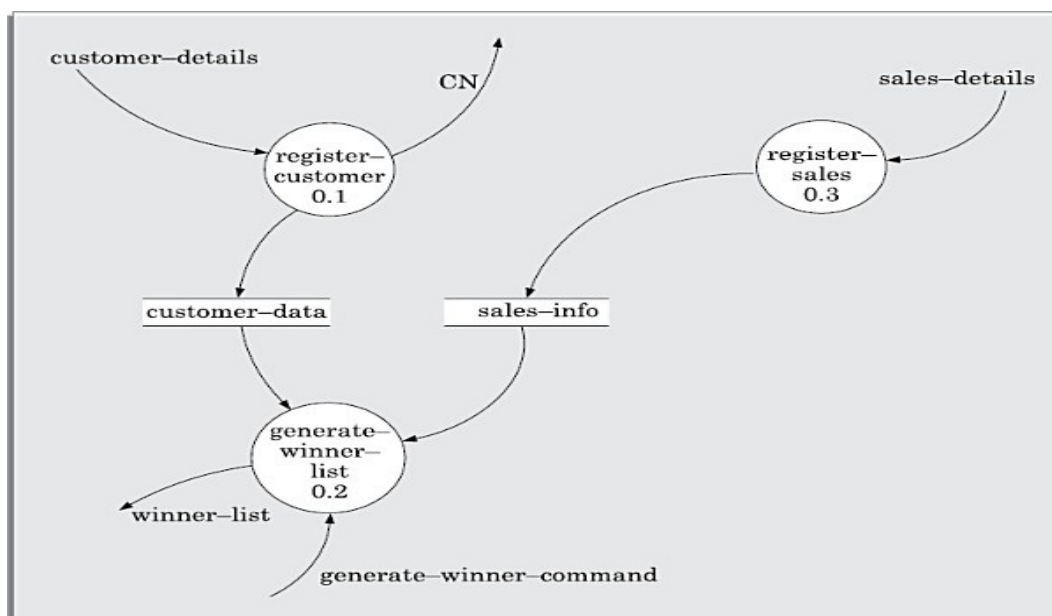 customer–details
CN
sales–details
register–
customer
0.1
register–
sales
0.3
customer–data
sales–info
generate–
winner–
list
0.2
winner–list
generate–winner–command